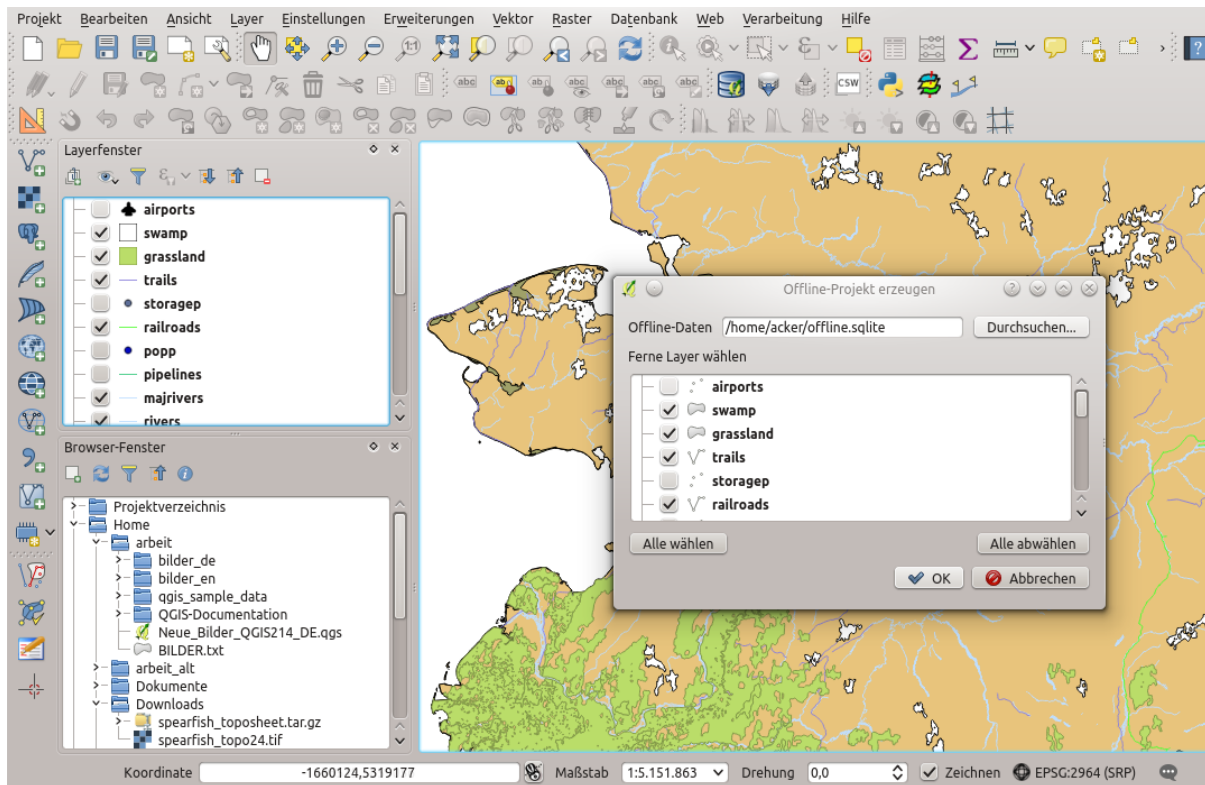 Projekt Bearbeiten Ansicht Layer Einstellungen Erweiterungen Vektor Raster Datenbank Web Verarbeitung Hilfe
Layerfenster
airports
swamp
grassland
trails
storagep
railroads
popp
pipelines
majrivers
rivers
Browser-Fenster
Projektverzeichnis
Home
arbeit
bilder_de
bilder_en
qgis_sample_data
QGIS-Documentation
Neue_Bilder_QGIS214_DE.qgs
BILDER.txt
arbeit_alt
Dokumente
Downloads
spearfish_toposheet.tar.gz
spearfish_topo24.tif
Offline-Projekt erzeugen
Offline-Daten /home/acker/offline.sqlite Durchsuchen...
Ferne Layer wählen
airports
swamp
grassland
trails
storagep
railroads
Alle wählen Alle abwählen
OK Abbrechen
Koordinate -1660124,5319177 Maßstab 1:5.151.863 Drehung 0,0 Zeichnen EPSG:2964 (SRP)